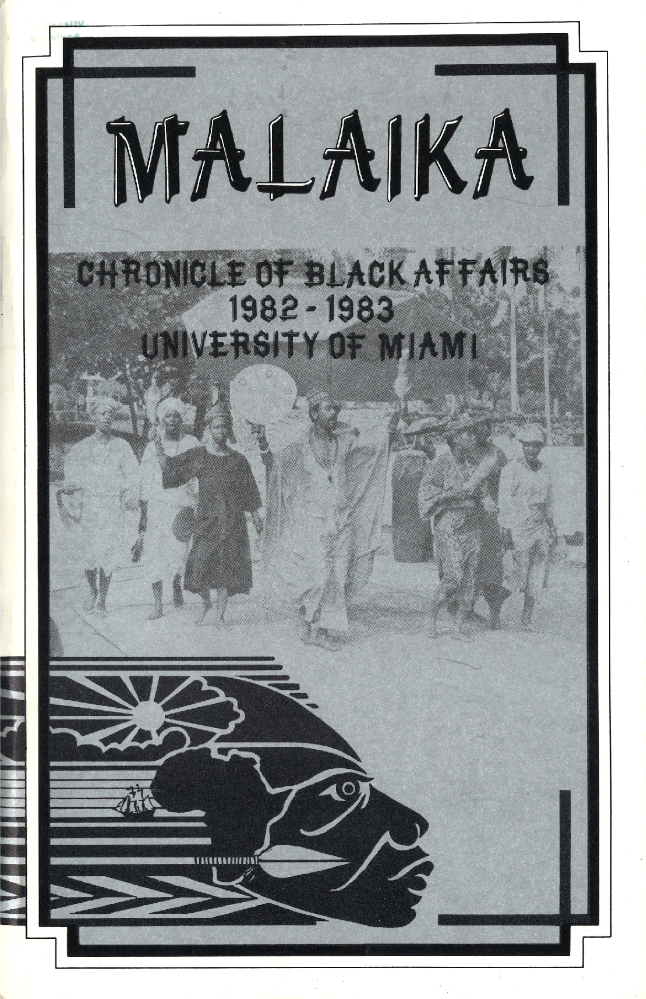 MALAIKA
CHRONICLE OF BLACK AFFAIRS
1982-1983
UNIVERSITY OF MIAMI